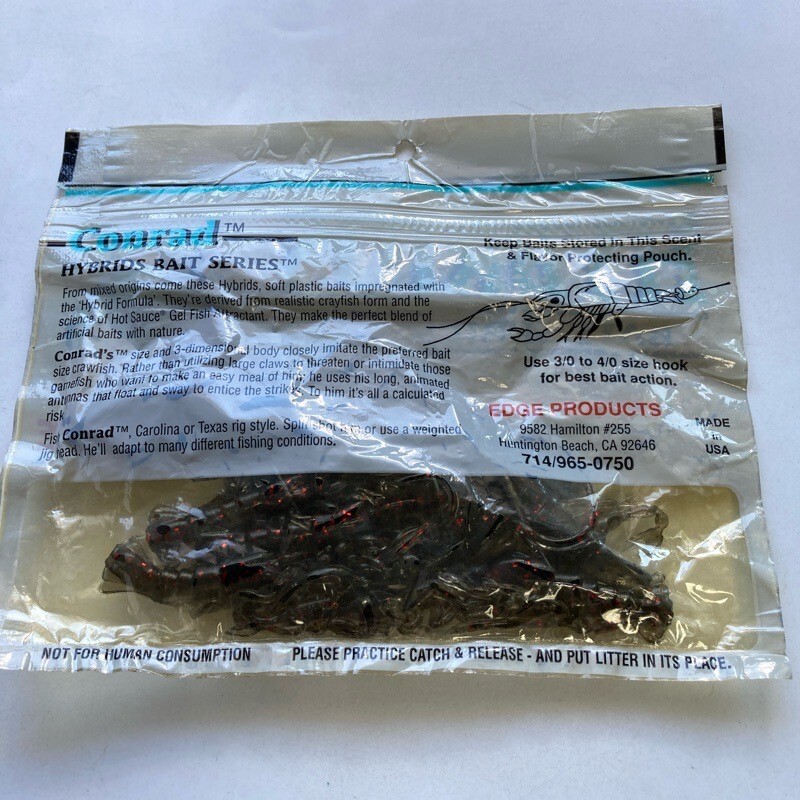 Conrad™
HYBRIDS BAIT SERIES™
From mixed origins come these Hybrids, soft plastic baits impregnated with
the 'Hybrid Formula'. They're derived from realistic crayfish form and the
science of Hot Sauce® Gel Fish Attractant. They make the perfect blend of
artificial baits with nature.
Conrad's™ size and 3-dimensional body closely imitate the preferred bait
size crawfish. Rather than utilizing large claws to threaten or intimidate those
gamefish who want to make an easy meal of him, he uses his long, animated
antennas that float and sway to entice the strike. To him it's all a calculated
risk
Fish Conrad™, Carolina or Texas rig style. Split shot him or use a weighted
jig head. He'll adapt to many different fishing conditions.
Keep Baits Stored In This Scent
& Flavor Protecting Pouch.
Use 3/0 to 4/0 size hook
for best bait action.
EDGE PRODUCTS
9582 Hamilton #255
Huntington Beach, CA 92646
714/965-0750
MADE
in
USA
NOT FOR HUMAN CONSUMPTION PLEASE PRACTICE CATCH & RELEASE - AND PUT LITTER IN ITS PLACE.